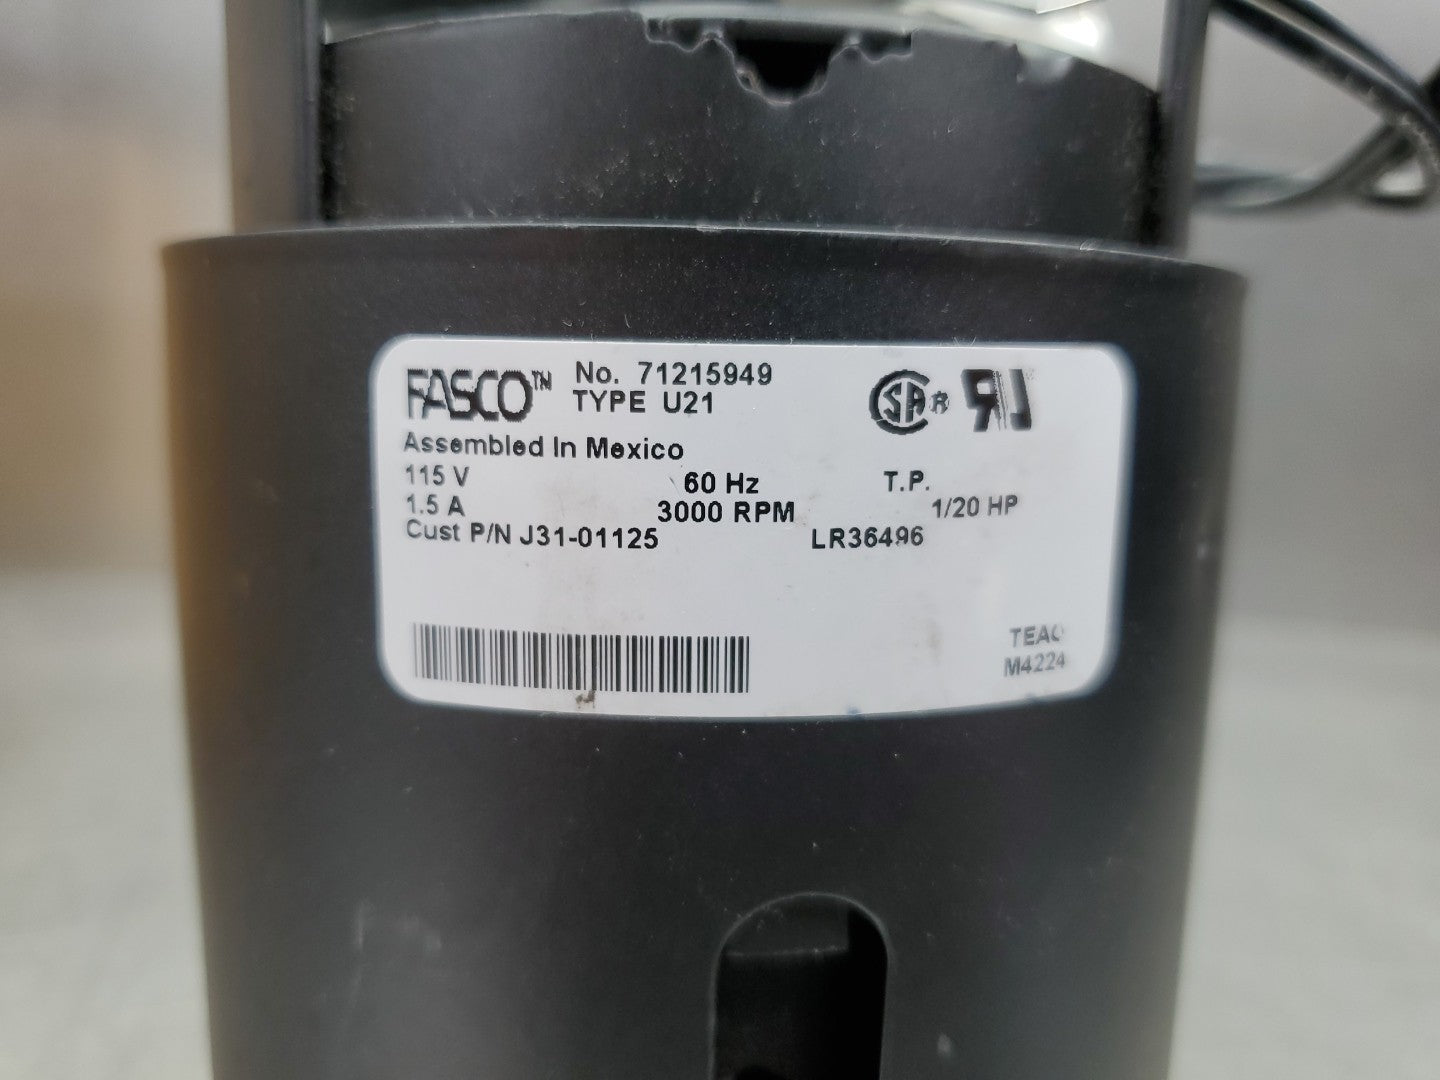 FASCO™ No. 71215949
TYPE U21
Assembled In Mexico
115 V 60 Hz T.P.
1.5 A 3000 RPM 1/20 HP
Cust P/N J31-01125 LR36496
M4224